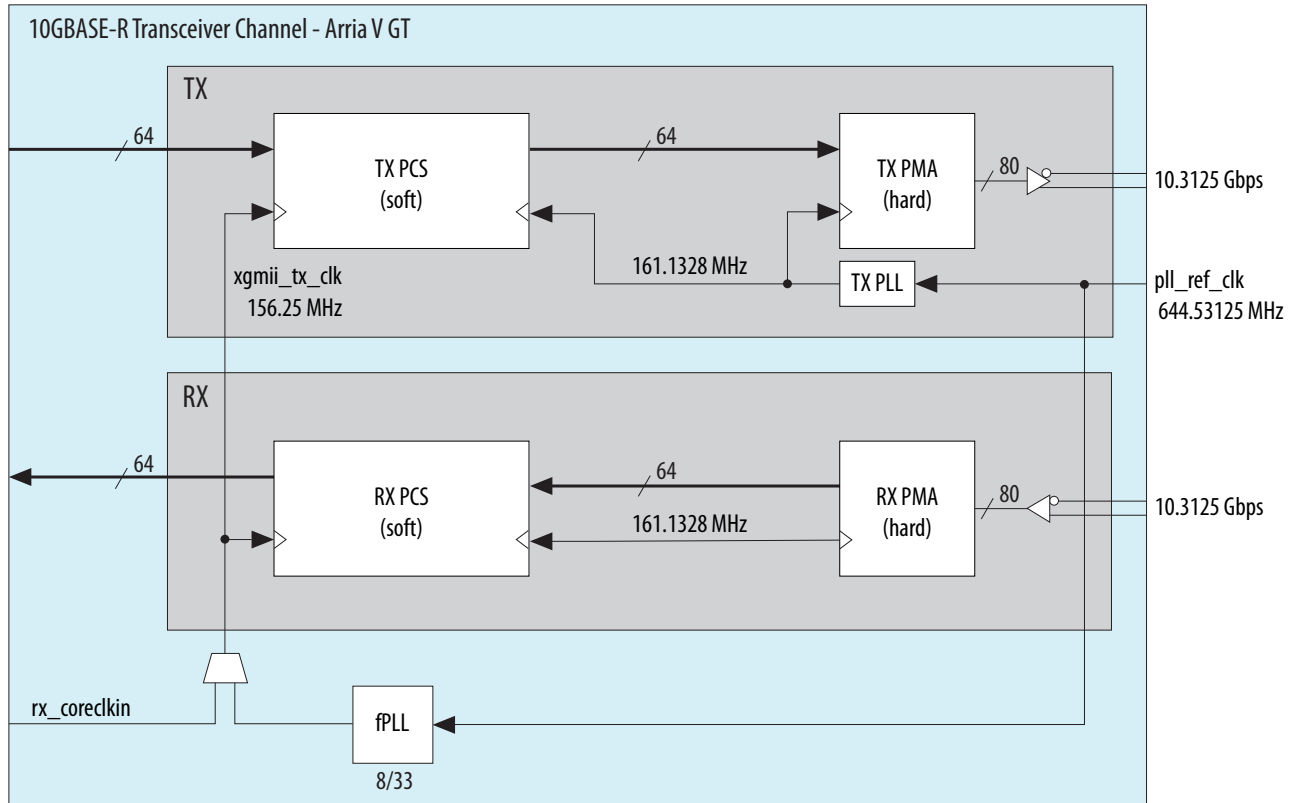 10GBASE-R Transceiver Channel - Arria V GT
TX
64
TX PCS
(soft)
64
TX PMA
(hard)
80
10.3125 Gbps
xgmii_tx_clk
156.25 MHz
161.1328 MHz
TX PLL
pll_ref_clk
644.53125 MHz
RX
64
RX PCS
(soft)
64
161.1328 MHz
RX PMA
(hard)
80
10.3125 Gbps
rx_coreclkin
fPLL
8/33